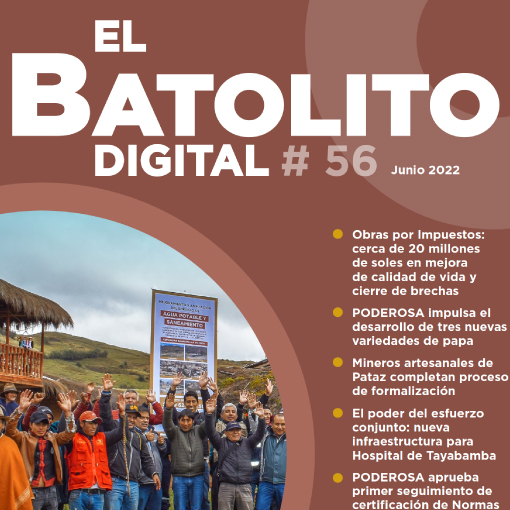 EL
BATOLITO
DIGITAL # 56
Junio 2022
Obras por Impuestos:
cerca de 20 millones
de soles en mejora
de calidad de vida y
cierre de brechas
PODEROSA impulsa el
desarrollo de tres nuevas
variedades de papa
Mineros artesanales de
Pataz completan proceso
de formalización
El poder del esfuerzo
conjunto: nueva
infraestructura para
Hospital de Tayabamba
PODEROSA aprueba
primer seguimiento de
certificación de Normas
AGUA POTABLE Y
SANEAMIENTO